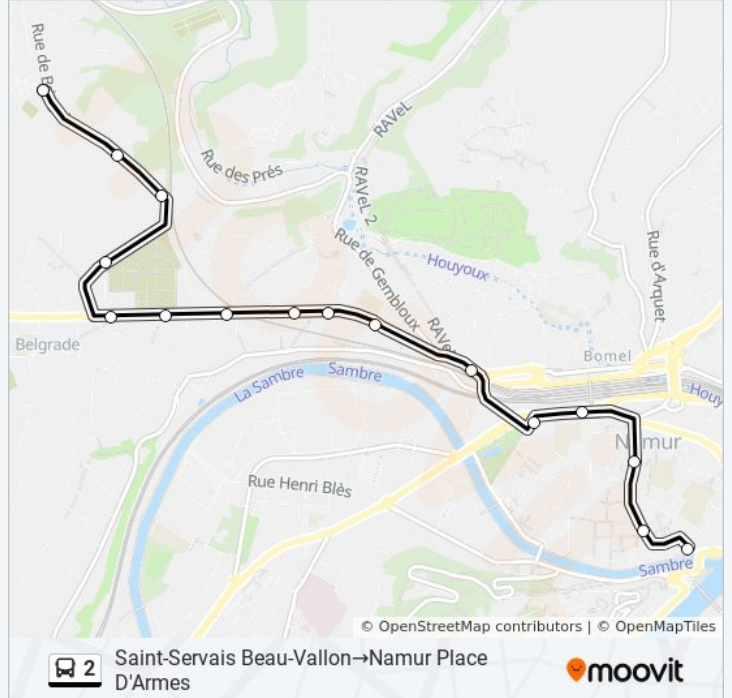 Rue de B
RAVeL
Rue des Prés
RAVeL 2
Rue de Gembloux
Houyoux
Rue d'Arquet
RAVe
Belgrade
Bomel
La Sambre
Sambre
Houy
Namur
Rue Henri Blès
Sambre
© OpenStreetMap contributors | © OpenMapTiles
2
Saint-Servais Beau-Vallon→Namur Place
D'Armes
moovit